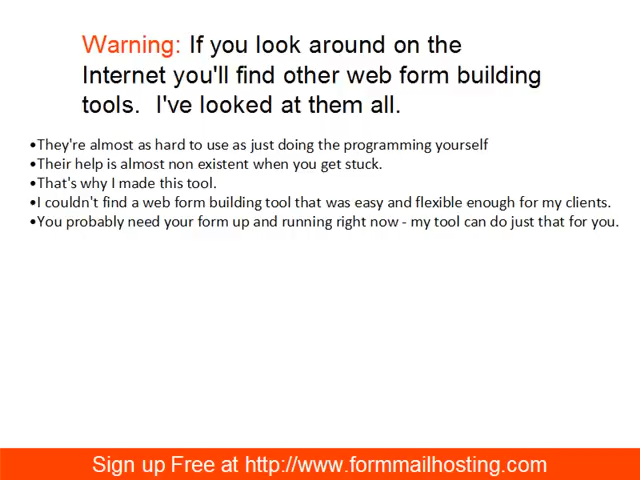 Warning: If you look around on the
Internet you'll find other web form building
tools.  I've looked at them all.
•They're almost as hard to use as just doing the programming yourself
•Their help is almost non existent when you get stuck.
•That's why I made this tool.
•I couldn't find a web form building tool that was easy and flexible enough for my clients.
•You probably need your form up and running right now - my tool can do just that for you.
Sign up Free at http://www.formmailhosting.com